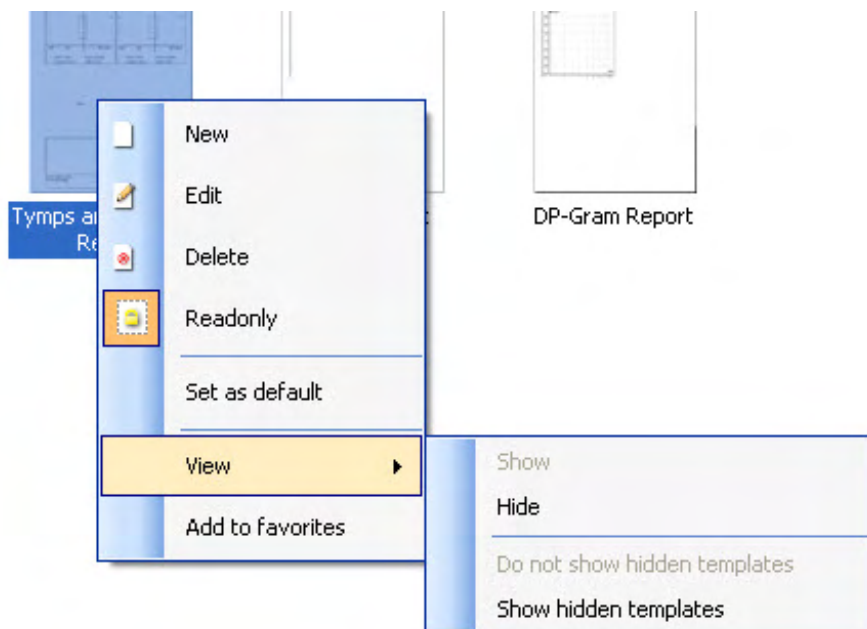 New
Edit
Tymps a
Re
DP-Gram Report
Delete
Readonly
Set as default
View
Show
Hide
Add to favorites
Do not show hidden templates
Show hidden templates